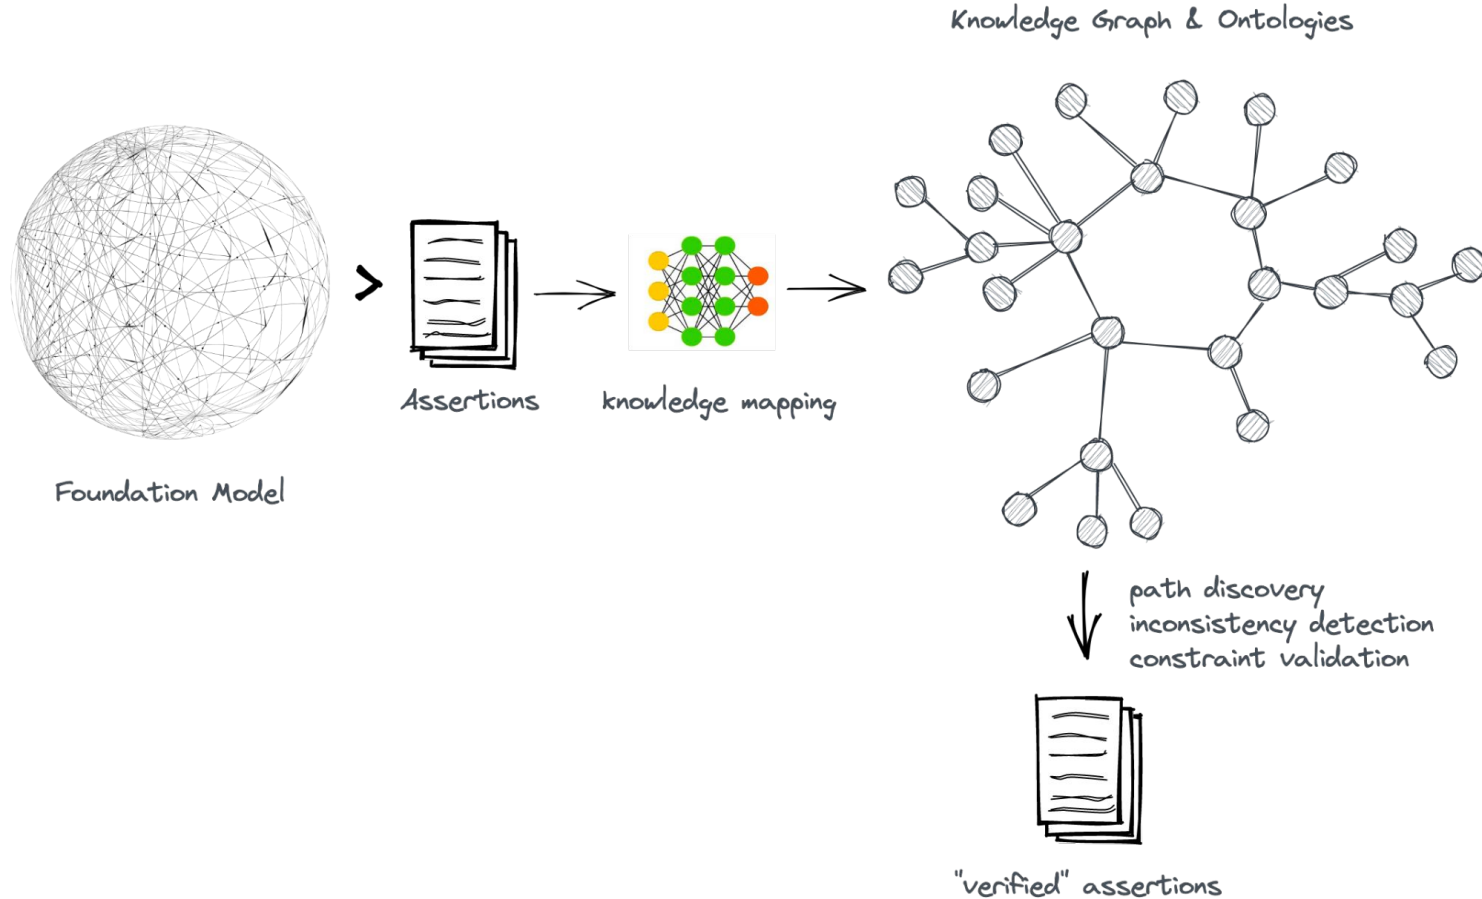 Knowledge Graph & Ontologies
Assertions
knowledge mapping
Foundation Model
path discovery
inconsistency detection
constraint validation
"verified" assertions